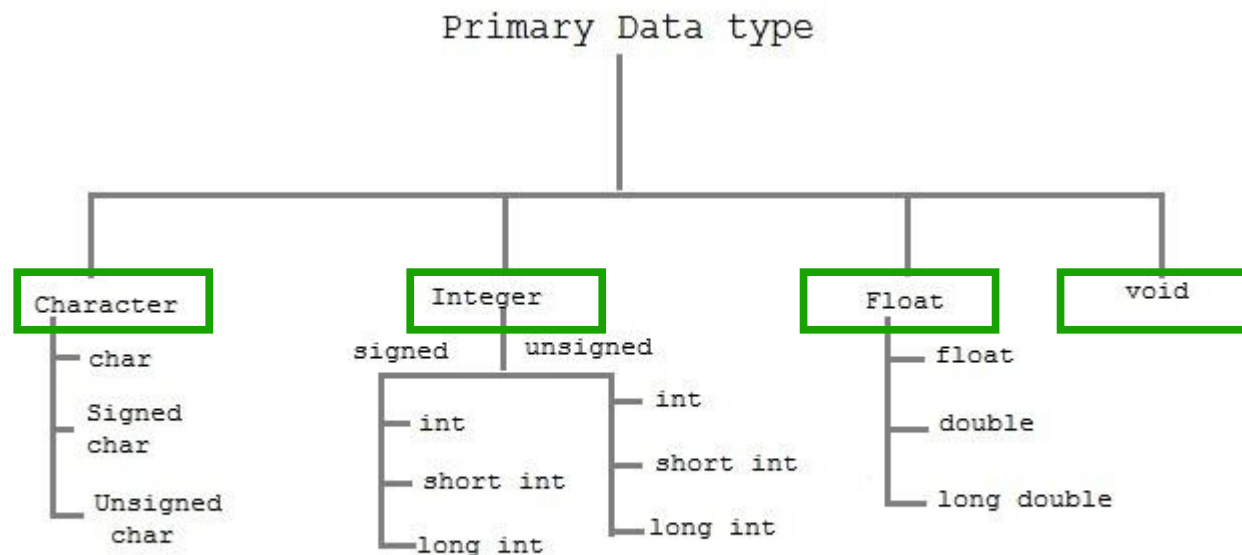 Primary Data type
Character
char
Signed
char
Unsigned
char
Integer
signed
unsigned
int
short int
long int
int
short int
long int
Float
float
double
long double
void